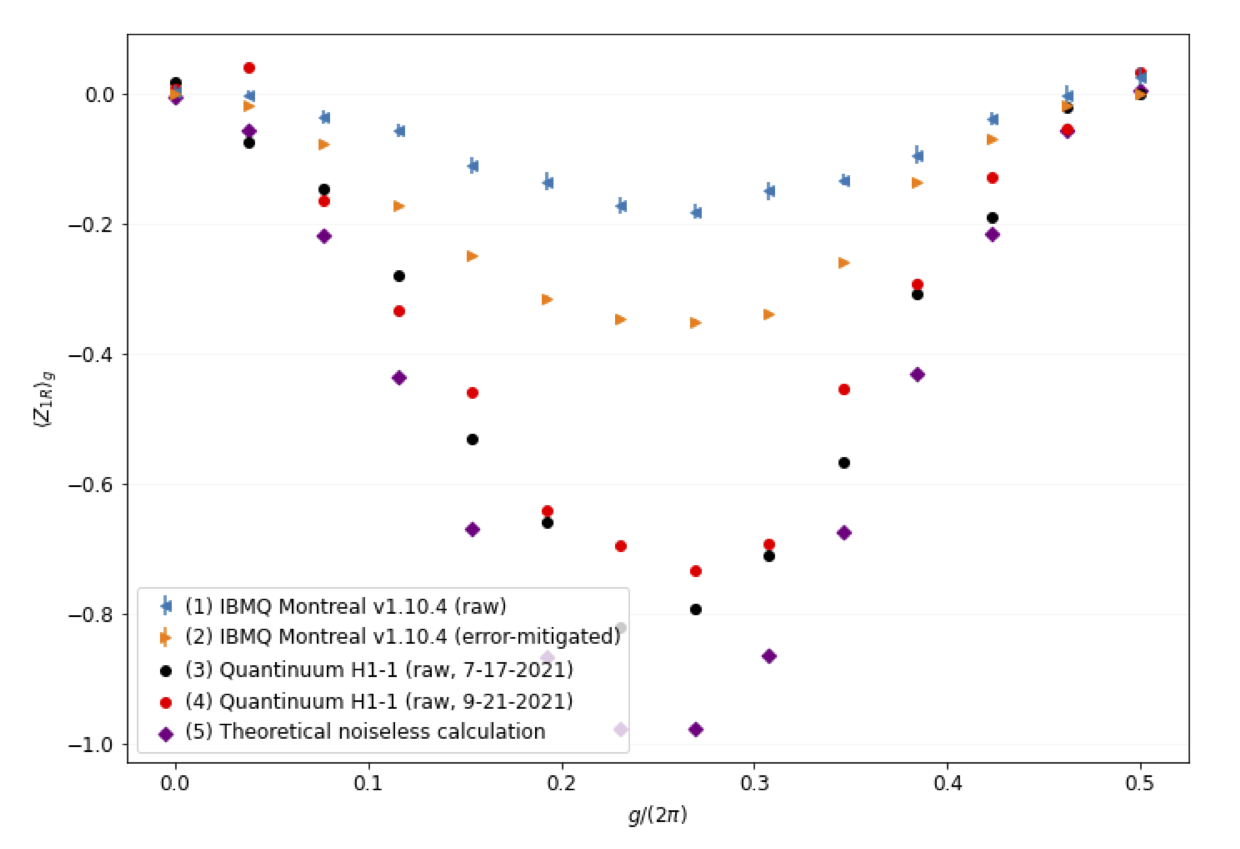 0.0
−0.2
−0.4
−0.6
−0.8
−1.0
⟨Z1R⟩g
(1) IBMQ Montreal v1.10.4 (raw)
(2) IBMQ Montreal v1.10.4 (error-mitigated)
(3) Quantinuum H1-1 (raw, 7-17-2021)
(4) Quantinuum H1-1 (raw, 9-21-2021)
(5) Theoretical noiseless calculation
0.0 0.1 0.2 0.3 0.4 0.5
g/(2π)